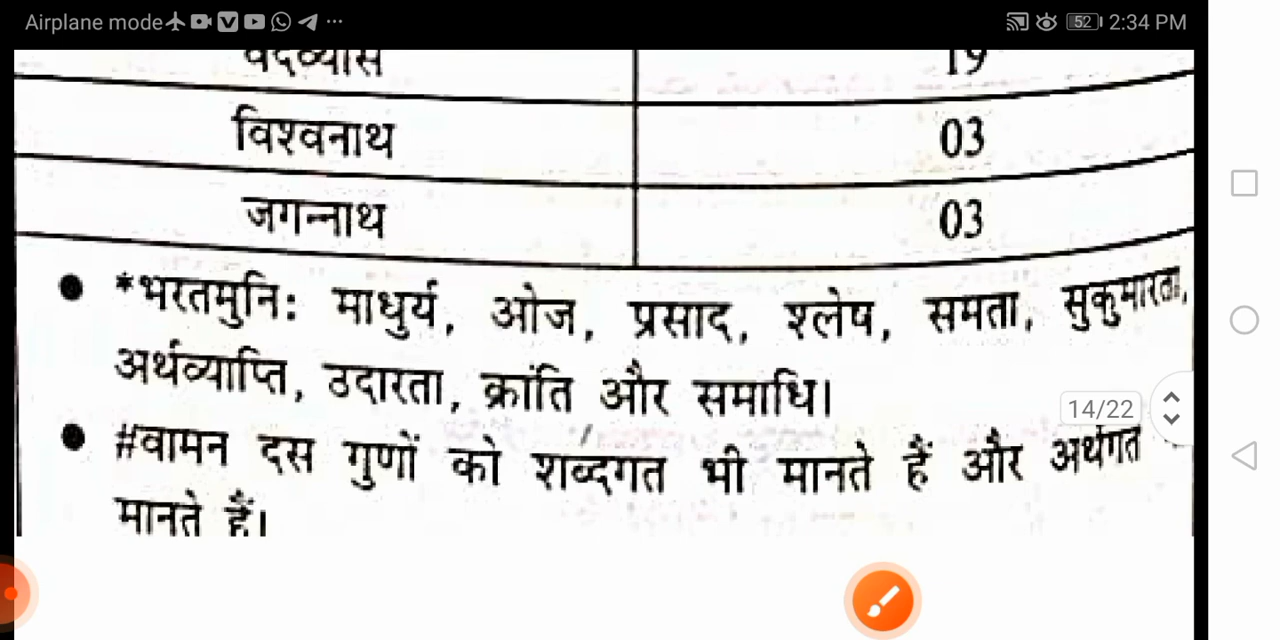 Airplane mode ... 52 2:34 PM
वेदव्यास 19
विश्वनाथ 03
जगन्नाथ 03
● *भरतमुनि: माधुर्य, ओज, प्रसाद, श्लेष, समता, सुकुमारता,
अर्थव्याप्ति, उदारता, क्रांति और समाधि।
14/22
● #वामन दस गुणों को शब्दगत भी मानते हैं और अर्थगत
मानते हैं।